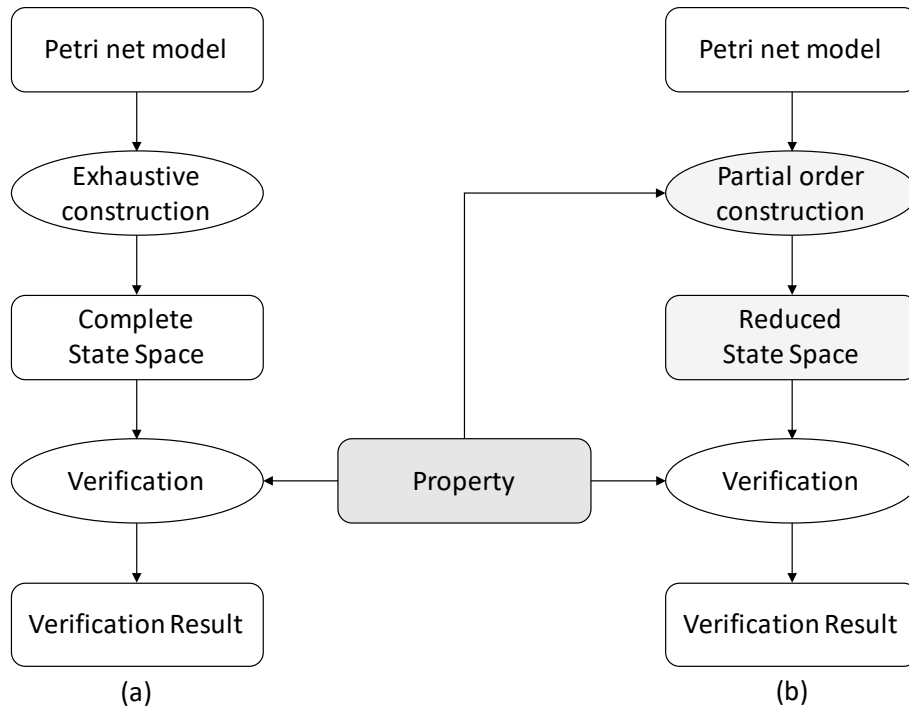 Petri net model
Exhaustive
construction
Complete
State Space
Verification
Verification Result
(a)
Property
Petri net model
Partial order
construction
Reduced
State Space
Verification
Verification Result
(b)